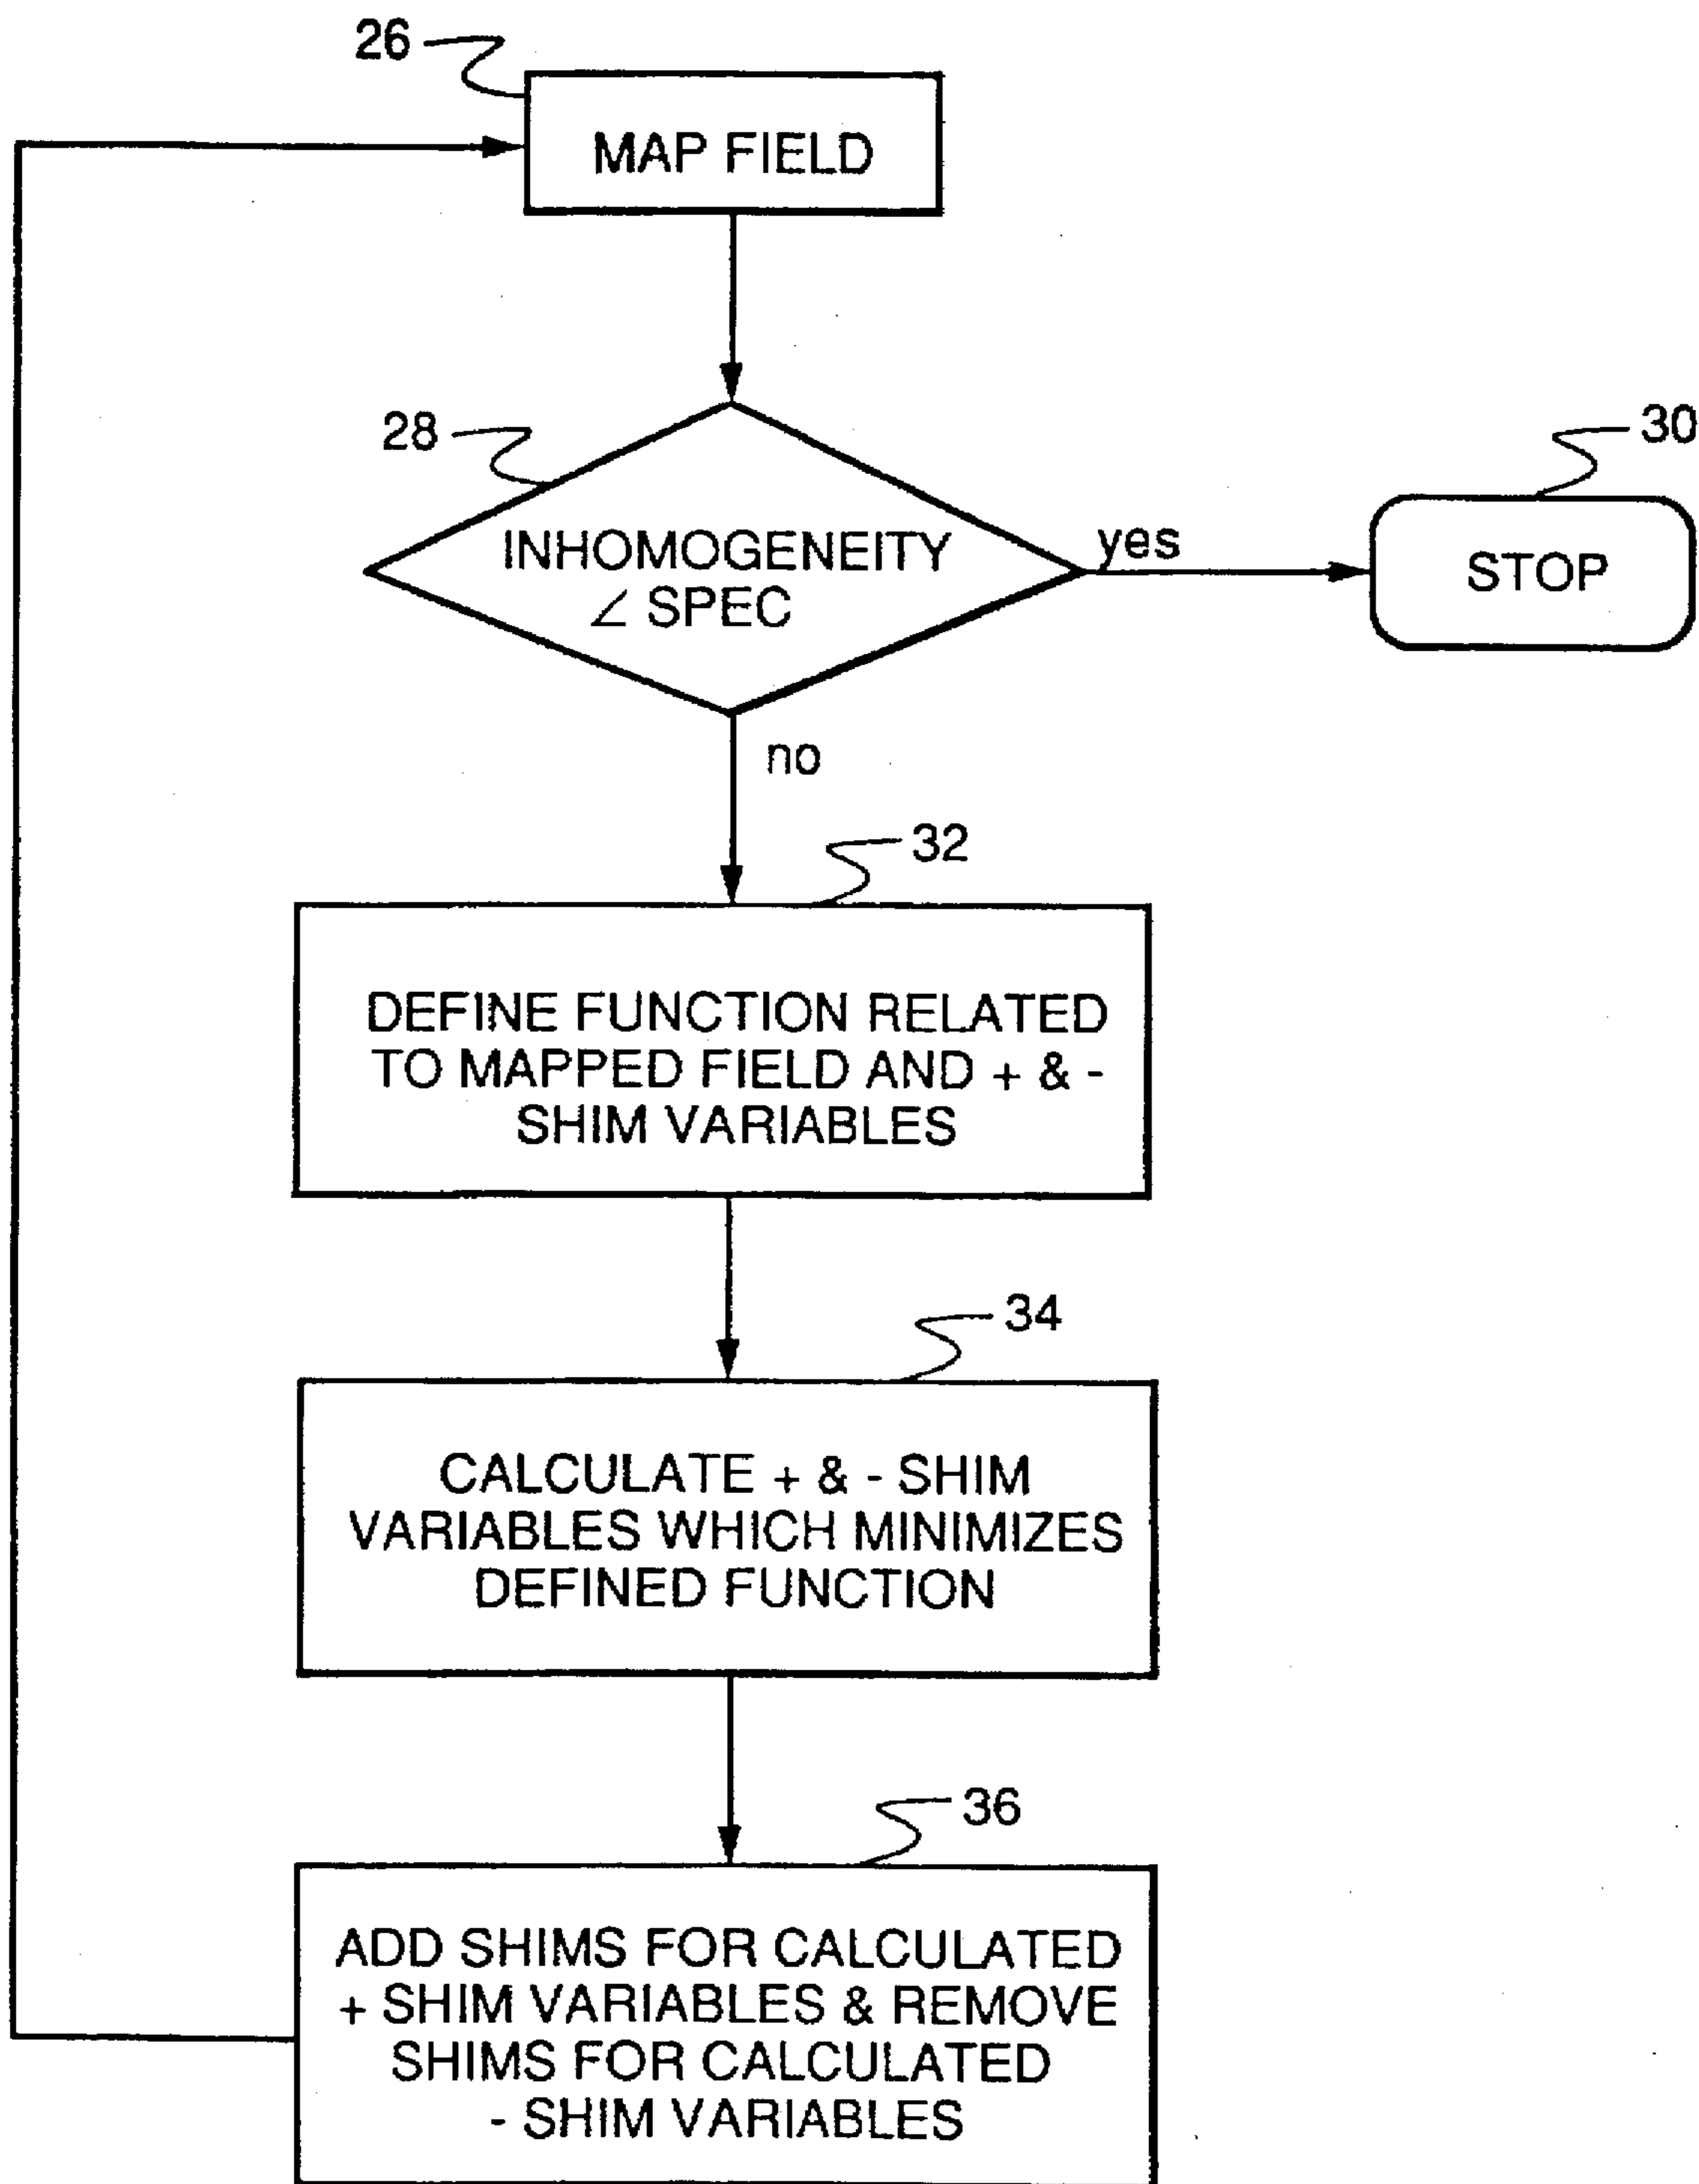 26
MAP FIELD
28
INHOMOGENEITY
∠ SPEC
yes
30
STOP
no
32
DEFINE FUNCTION RELATED
TO MAPPED FIELD AND + & -
SHIM VARIABLES
34
CALCULATE + & - SHIM
VARIABLES WHICH MINIMIZES
DEFINED FUNCTION
36
ADD SHIMS FOR CALCULATED
+ SHIM VARIABLES & REMOVE
SHIMS FOR CALCULATED
- SHIM VARIABLES